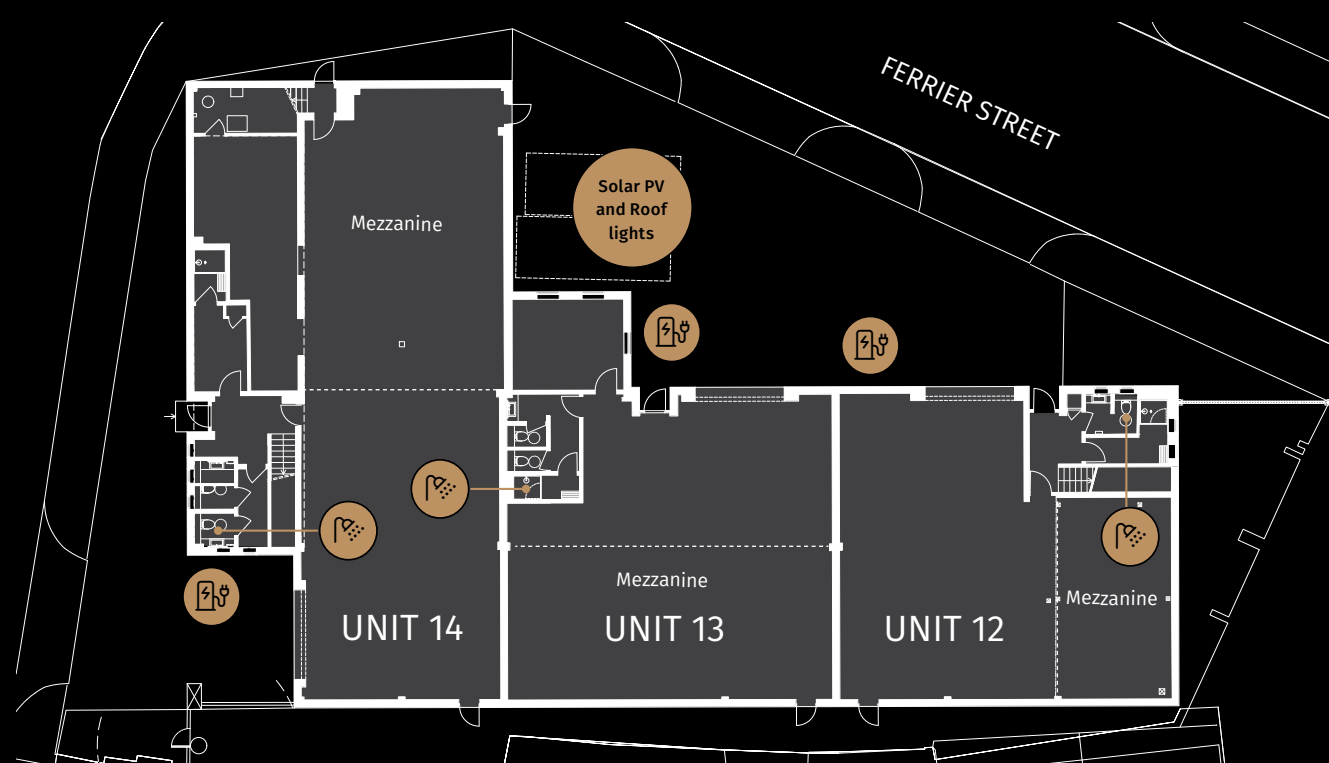 FERRIER STREET
Solar PV
and Roof
lights
Mezzanine
Mezzanine
Mezzanine
UNIT 14
UNIT 13
UNIT 12